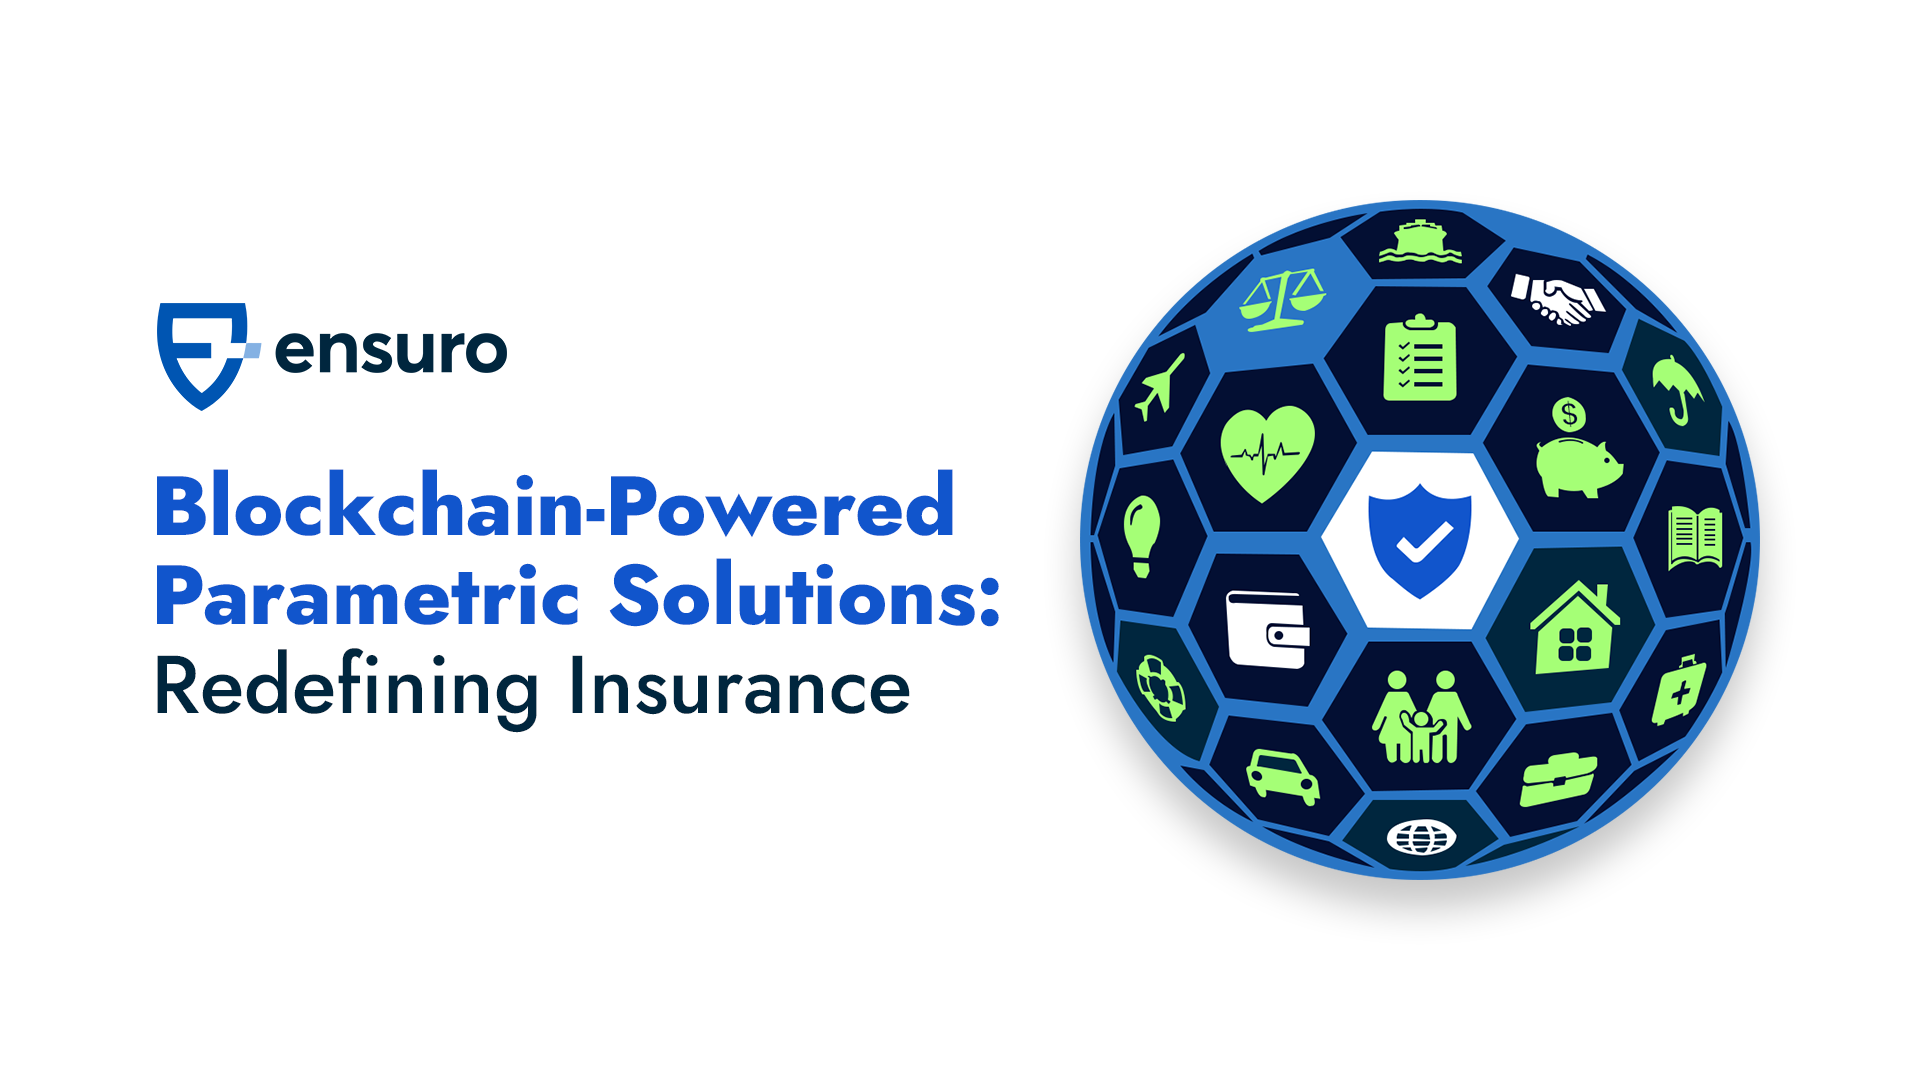 ensuro
Blockchain-Powered
Parametric Solutions:
Redefining Insurance
$